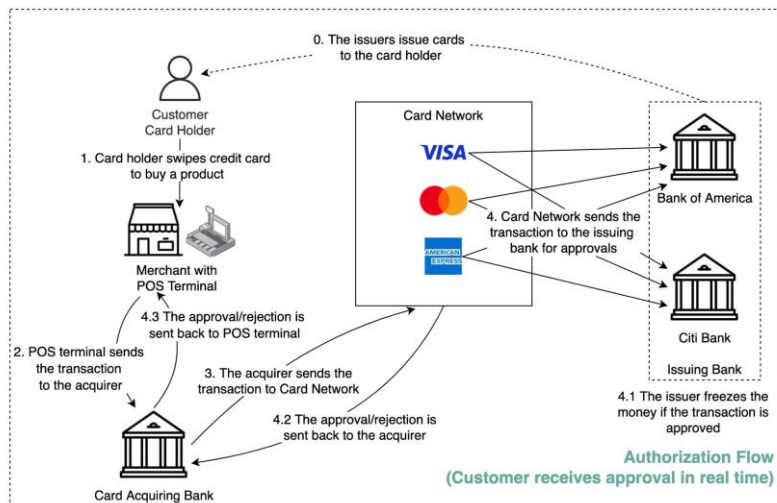 0. The issuers issue cards
to the card holder
Customer
Card Holder
1. Card holder swipes credit card
to buy a product
Merchant with
POS Terminal
Card Network
VISA
AMERICAN
EXPRESS
4. Card Network sends the
transaction to the issuing
bank for approvals
Bank of America
Citi Bank
Issuing Bank
4.3 The approval/rejection is
sent back to POS terminal
2. POS terminal sends
the transaction
to the acquirer
3. The acquirer sends the
transaction to Card Network
4.2 The approval/rejection is
sent back to the acquirer
4.1 The issuer freezes the
money if the transaction is
approved
Card Acquiring Bank
Authorization Flow
(Customer receives approval in real time)